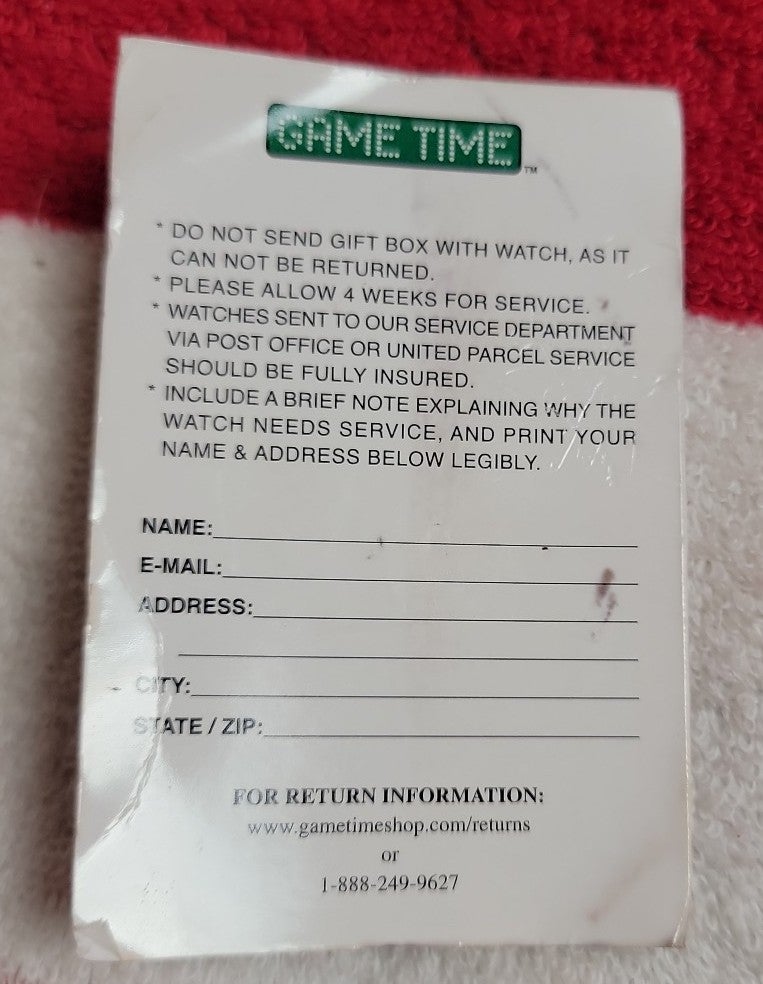 GAME TIME ™
* DO NOT SEND GIFT BOX WITH WATCH, AS IT
CAN NOT BE RETURNED.
* PLEASE ALLOW 4 WEEKS FOR SERVICE.
* WATCHES SENT TO OUR SERVICE DEPARTMENT
VIA POST OFFICE OR UNITED PARCEL SERVICE
SHOULD BE FULLY INSURED.
* INCLUDE A BRIEF NOTE EXPLAINING WHY THE
WATCH NEEDS SERVICE, AND PRINT YOUR
NAME & ADDRESS BELOW LEGIBLY.
NAME:
E-MAIL:
ADDRESS:
CITY:
STATE / ZIP:
FOR RETURN INFORMATION:
www.gametimeshop.com/returns
or
1-888-249-9627